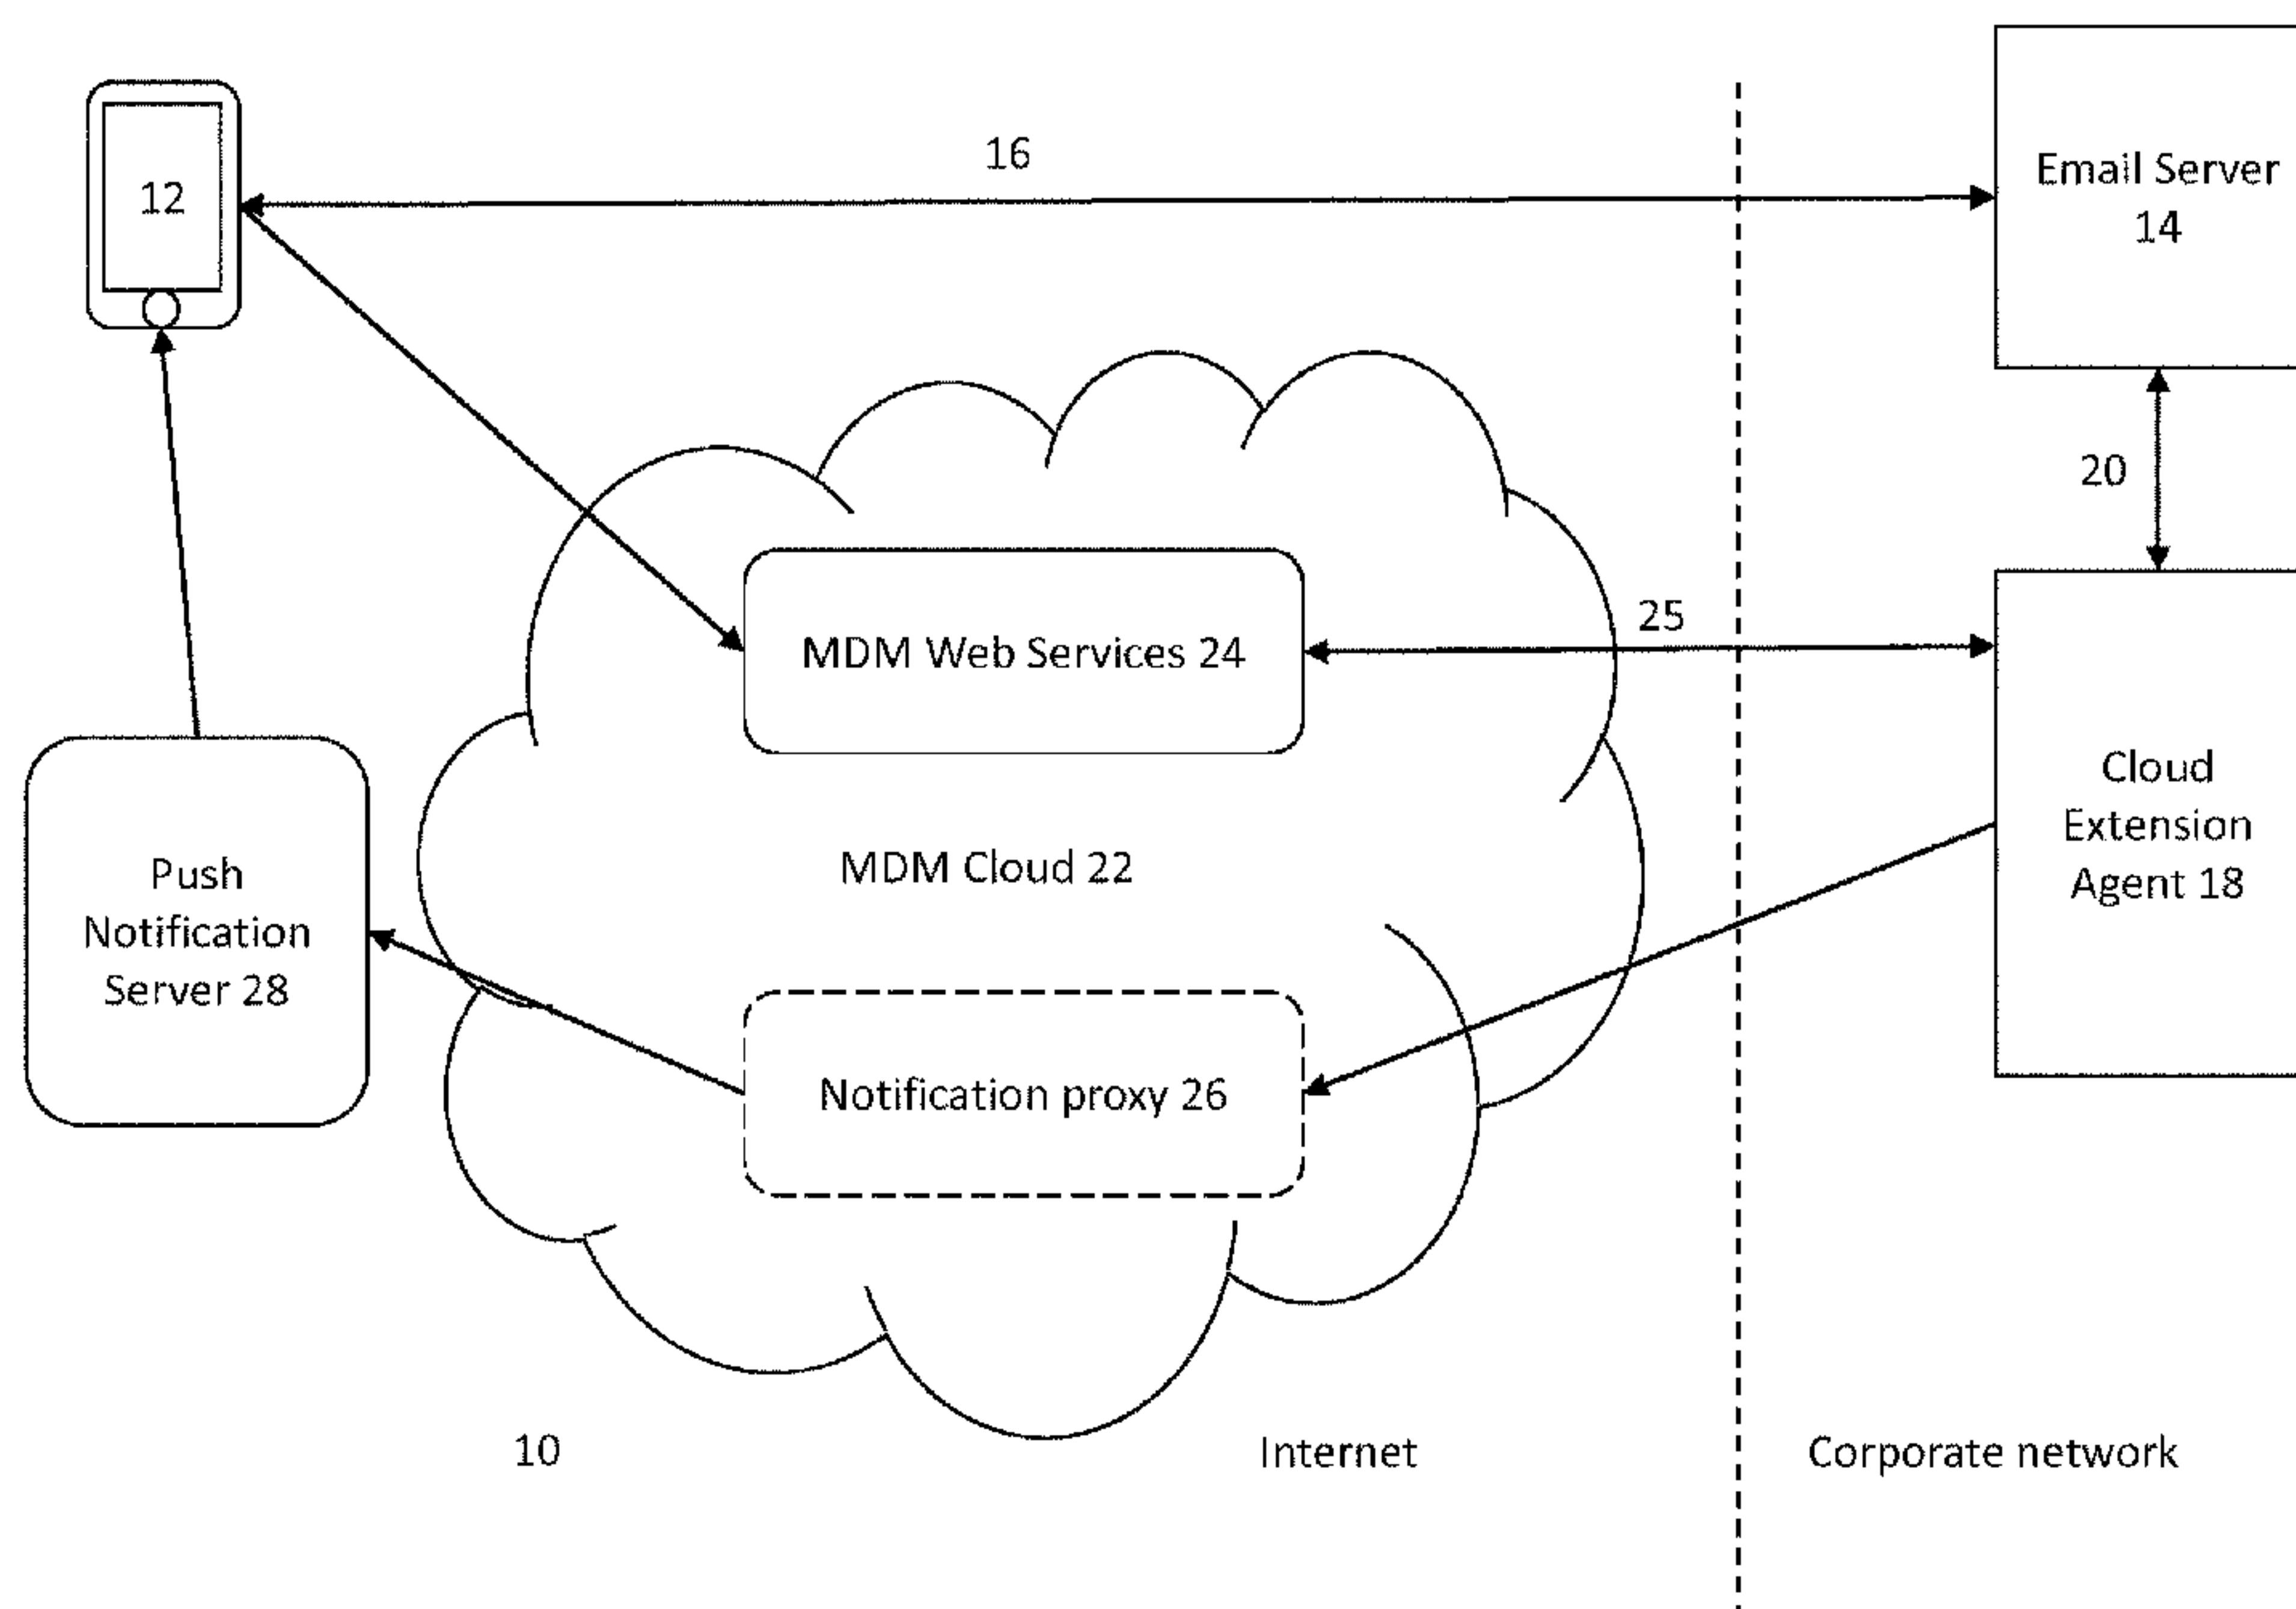 16
12
Email Server
14
20
25
MDM Web Services 24
Cloud
Extension
Agent 18
MDM Cloud 22
Push
Notification
Server 28
Notification proxy 26
10
Internet
Corporate network